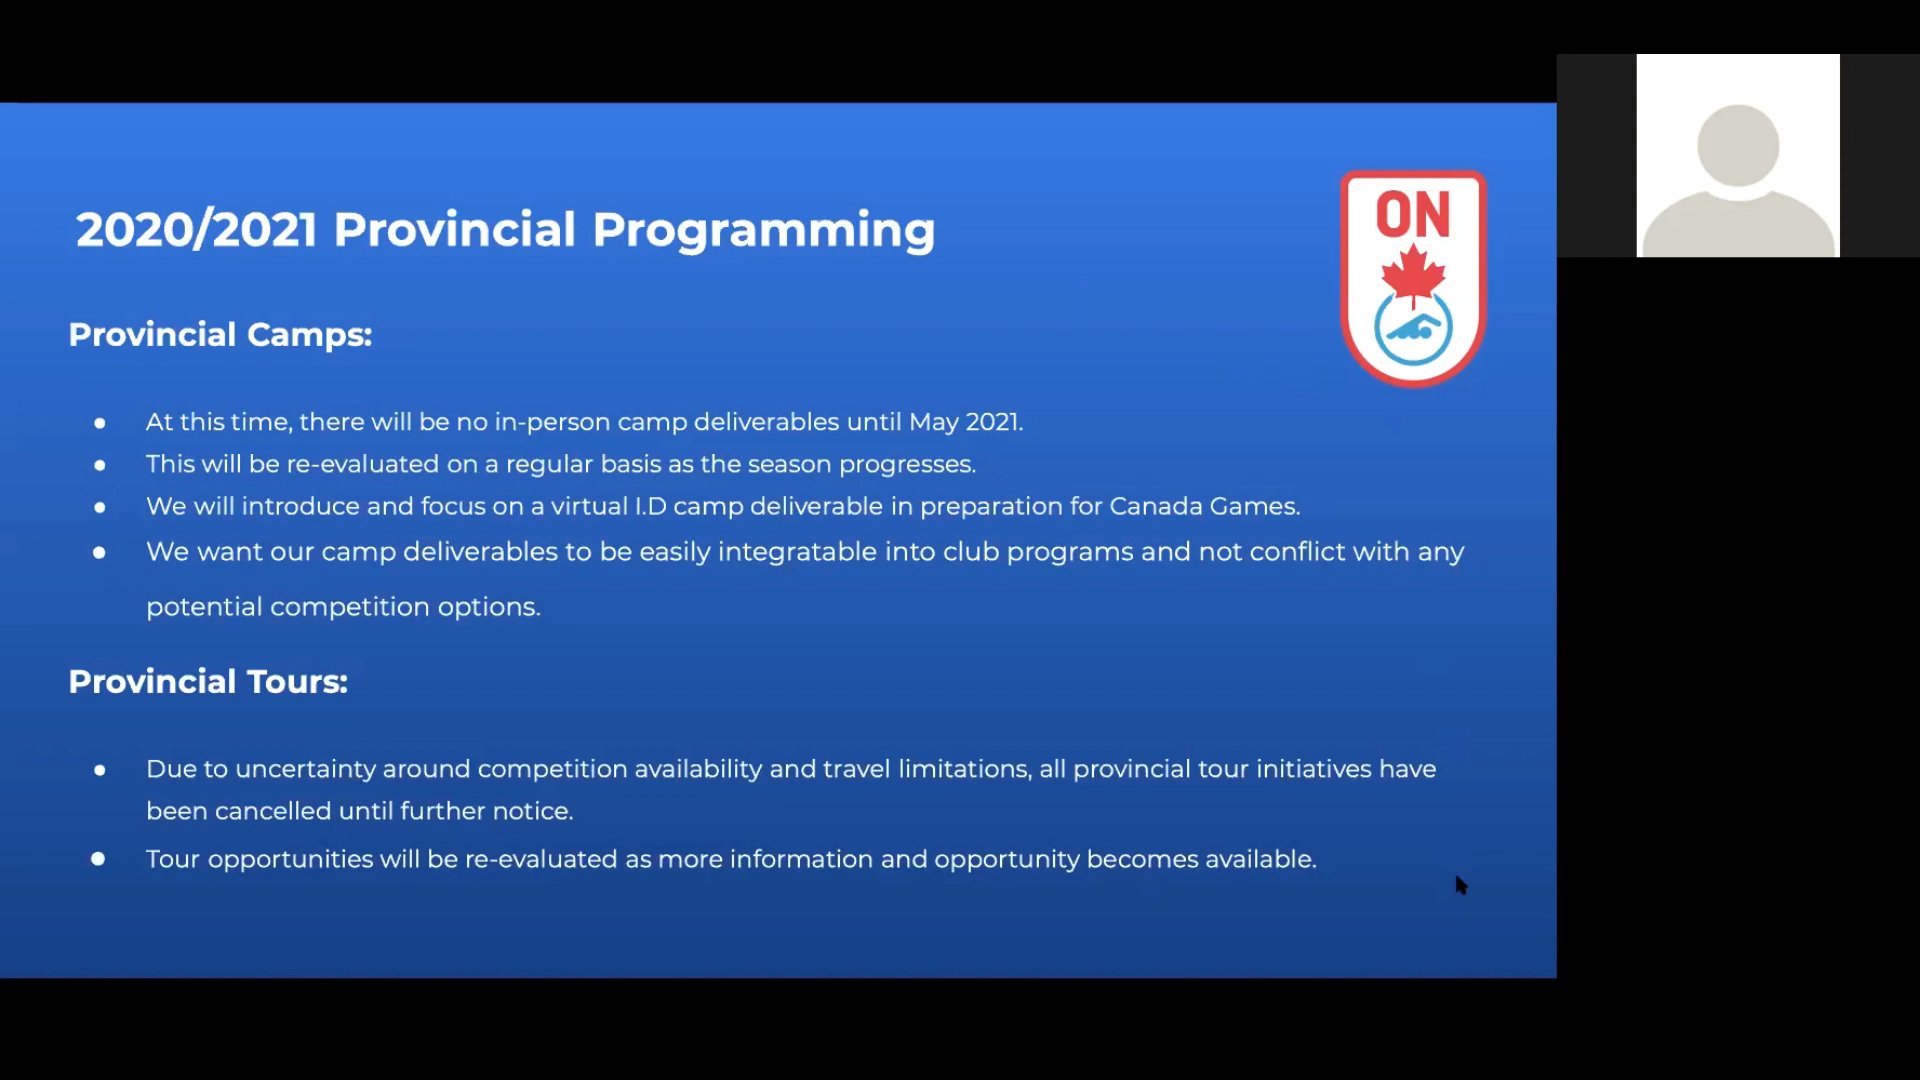 2020/2021 Provincial Programming
ON
Provincial Camps:
● At this time, there will be no in-person camp deliverables until May 2021.
● This will be re-evaluated on a regular basis as the season progresses.
● We will introduce and focus on a virtual I.D camp deliverable in preparation for Canada Games.
● We want our camp deliverables to be easily integratable into club programs and not conflict with any
potential competition options.
Provincial Tours:
● Due to uncertainty around competition availability and travel limitations, all provincial tour initiatives have
been cancelled until further notice.
● Tour opportunities will be re-evaluated as more information and opportunity becomes available.